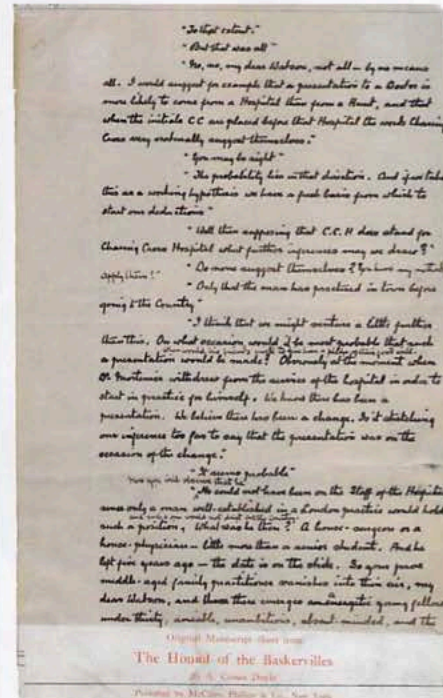 "To that extent."
"But that was all"
"No, no, my dear Watson, not all – by no means
all. I would suggest for example that a presentation to a Doctor is
more likely to come from a Hospital than from a Hunt, and that
when the initials CC are placed before that Hospital the words Charing
Cross very naturally suggest themselves."
"You may be right"
"The probability lies in that direction. And if we take
this as a working hypothesis we have a fresh basis from which to
start our deductions"
"Well then supposing that C.C.H does stand for
Charing Cross Hospital what further inferences may we draw?"
"Do none suggest themselves? You know my methods
apply them!"
"Only that the man has practised in town before
going to the Country"
"I think that we might venture a little further
than this. On what occasion would it be most probable that such
a presentation would be made? Obviously at the moment when
Dr Mortimer withdrew from the service of the hospital in order to
start in practice for himself. We know there has been a
presentation. We believe there has been a change. Is it stretching
our inference too far to say that the presentation was on the
occasion of the change."
"It seems probable"
Now you will observe that he
"He could not have been on the Staff of the Hospital
since only a man well-established in a London practice would hold
such a position. What was he then? A house-surgeon or a
house-physician – little more than a senior student. And he
left five years ago – the date is on the stick. So your grave
middle-aged family practitioner vanishes into thin air, my
dear Watson, and there emerges a young fellow
under thirty, amiable, unambitious, absent minded, and the
Original Manuscript sheet from
The Hound of the Baskervilles
By A. Conan Doyle